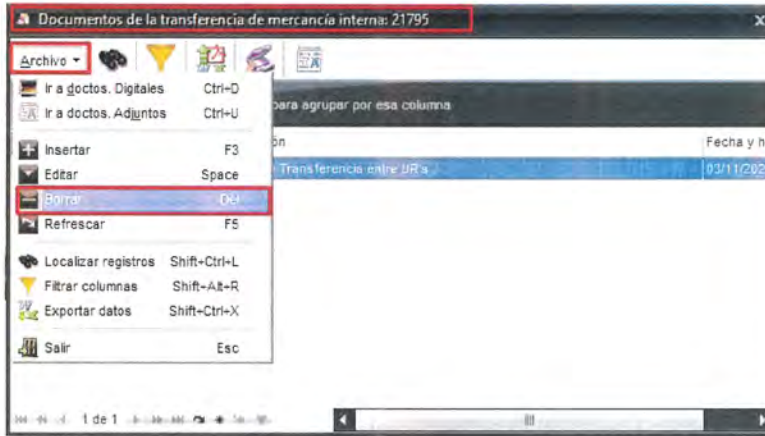 Documentos de la transferencia de mercancía interna: 21795
x
Archivo
Ir a doctos. Digitales Ctrl+D
Ir a doctos. Adjuntos Ctrl+U
para agrupar por esa columna
Insertar F3
ón Fecha y h
Editar Space
Transferencia entre UR's 03/11/202
Borrar Del
Refrescar F5
Localizar registros Shift+Ctrl+L
Filtrar columnas Shift+Alt+R
Exportar datos Shift+Ctrl+X
Salir Esc
1 de 1